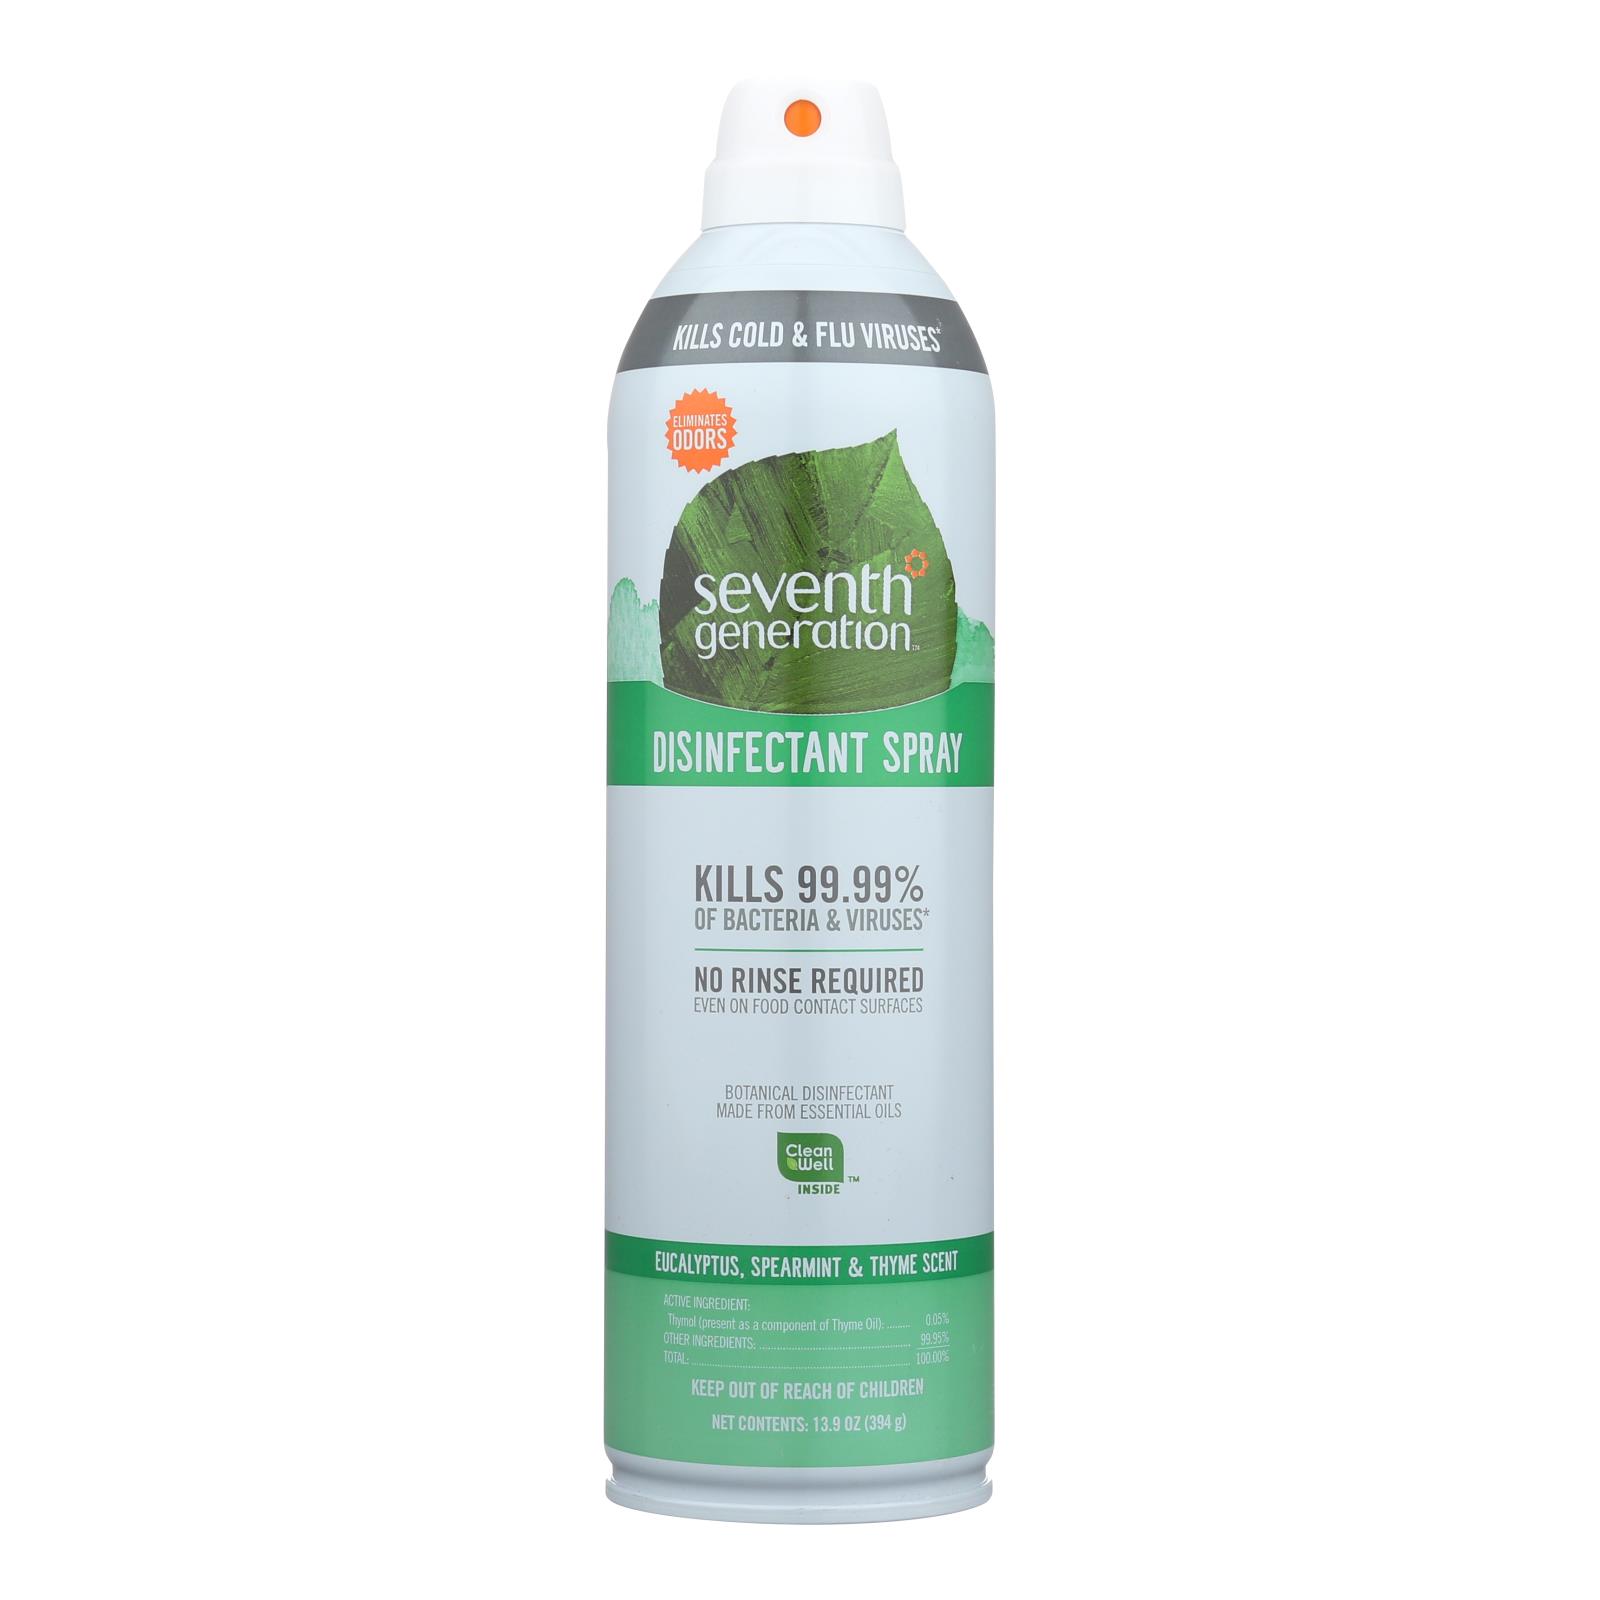 KILLS COLD & FLU VIRUSES*
ELIMINATES
ODORS
seventh
generation™
DISINFECTANT SPRAY
KILLS 99.99%
OF BACTERIA & VIRUSES*
NO RINSE REQUIRED
EVEN ON FOOD CONTACT SURFACES
BOTANICAL DISINFECTANT
MADE FROM ESSENTIAL OILS
Clean
Well
INSIDE ™
EUCALYPTUS, SPEARMINT & THYME SCENT
ACTIVE INGREDIENT:
Thymol (present as a component of Thyme Oil): ......... 0.05%
OTHER INGREDIENTS: ............................................. 99.95%
TOTAL: ................................................................ 100.00%
KEEP OUT OF REACH OF CHILDREN
NET CONTENTS: 13.9 OZ (394 g)